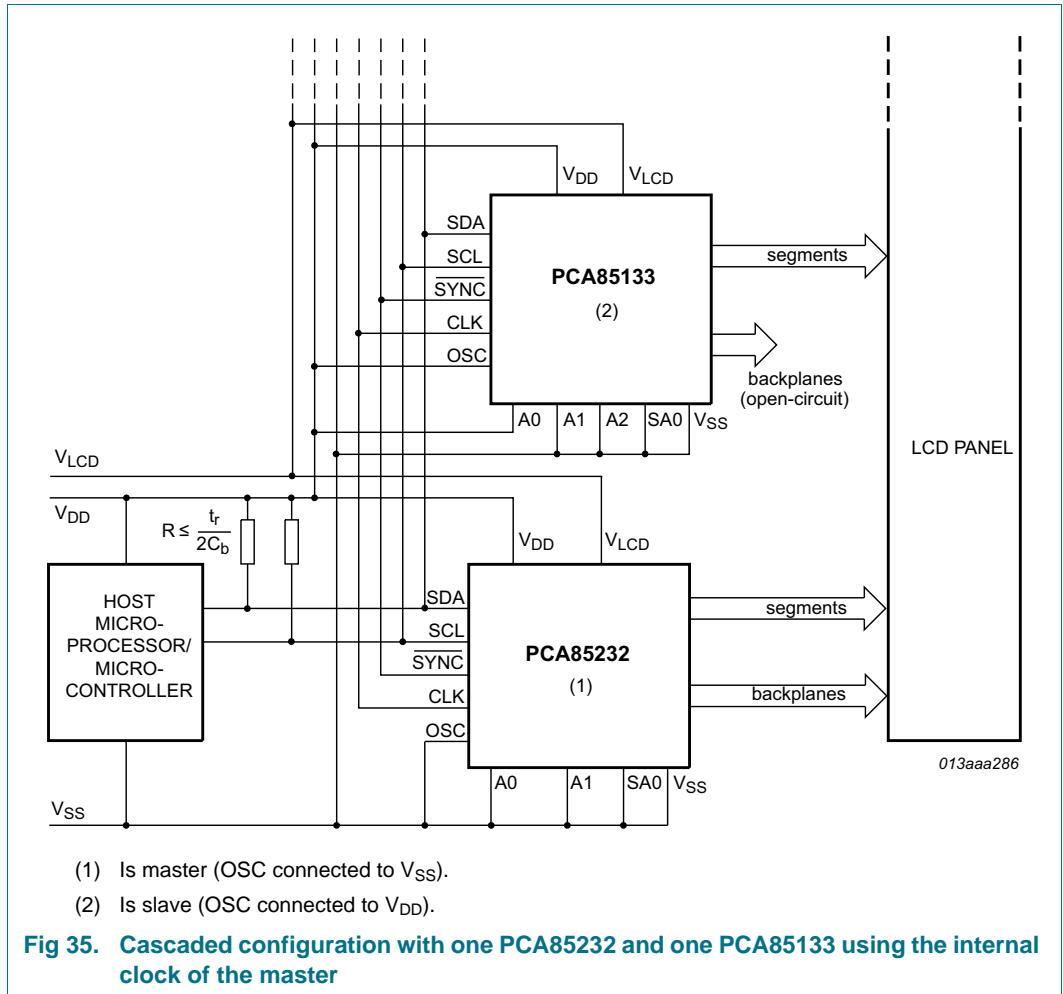 VDD
VLCD
SDA
SCL
SYNC
CLK
OSC
PCA85133
(2)
segments
backplanes
(open-circuit)
A0
A1
A2
SA0
VSS
LCD PANEL
VLCD
VDD
R ≤ tr
2Cb
VDD
VLCD
HOST
MICRO-
PROCESSOR/
MICRO-
CONTROLLER
SDA
SCL
SYNC
CLK
OSC
PCA85232
(1)
segments
backplanes
A0
A1
SA0
VSS
013aaa286
VSS
(1) Is master (OSC connected to VSS).
(2) Is slave (OSC connected to VDD).
Fig 35. Cascaded configuration with one PCA85232 and one PCA85133 using the internal
clock of the master